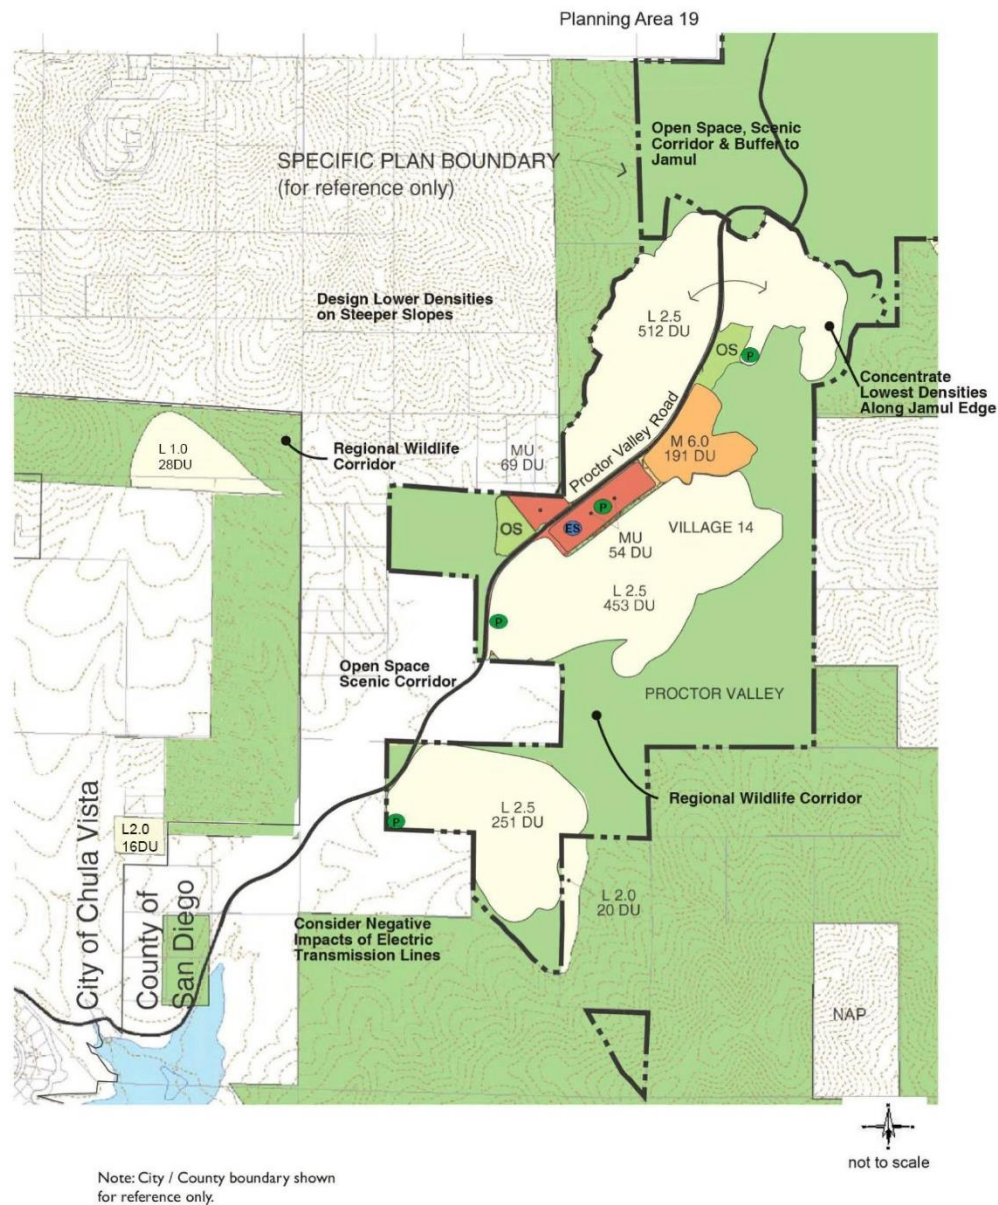 Planning Area 19
Open Space, Scenic
Corridor & Buffer to
Jamul
SPECIFIC PLAN BOUNDARY
(for reference only)
Design Lower Densities
on Steeper Slopes
L 2.5
512 DU
OS
P
Concentrate
Lowest Densities
Along Jamul Edge
Proctor Valley Road
L 1.0
28DU
Regional Wildlife
Corridor
MU
69 DU
M 6.0
191 DU
P
OS
ES
MU
54 DU
VILLAGE 14
L 2.5
453 DU
P
Open Space
Scenic Corridor
PROCTOR VALLEY
L 2.5
251 DU
Regional Wildlife Corridor
P
L2.0
16DU
L 2.0
20 DU
City of Chula Vista
County of
San Diego
Consider Negative
Impacts of Electric
Transmission Lines
NAP
not to scale
Note: City / County boundary shown
for reference only.